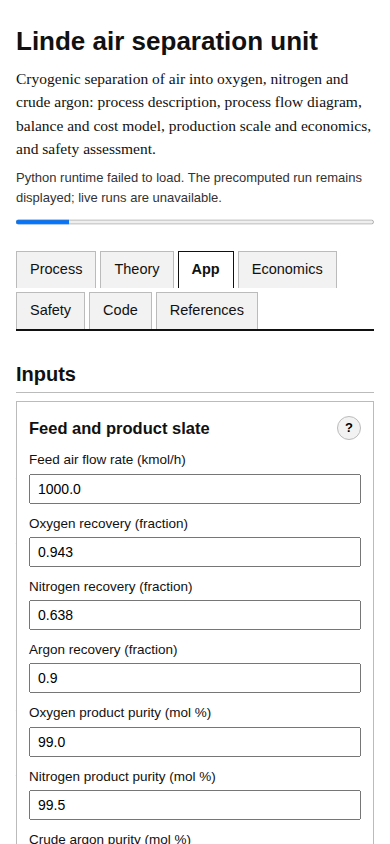 Linde air separation unit
Cryogenic separation of air into oxygen, nitrogen and
crude argon: process description, process flow diagram,
balance and cost model, production scale and economics,
and safety assessment.
Python runtime failed to load. The precomputed run remains
displayed; live runs are unavailable.
Process
Theory
App
Economics
Safety
Code
References
Inputs
Feed and product slate
?
Feed air flow rate (kmol/h)
1000.0
Oxygen recovery (fraction)
0.943
Nitrogen recovery (fraction)
0.638
Argon recovery (fraction)
0.9
Oxygen product purity (mol %)
99.0
Nitrogen product purity (mol %)
99.5
Crude argon purity (mol %)